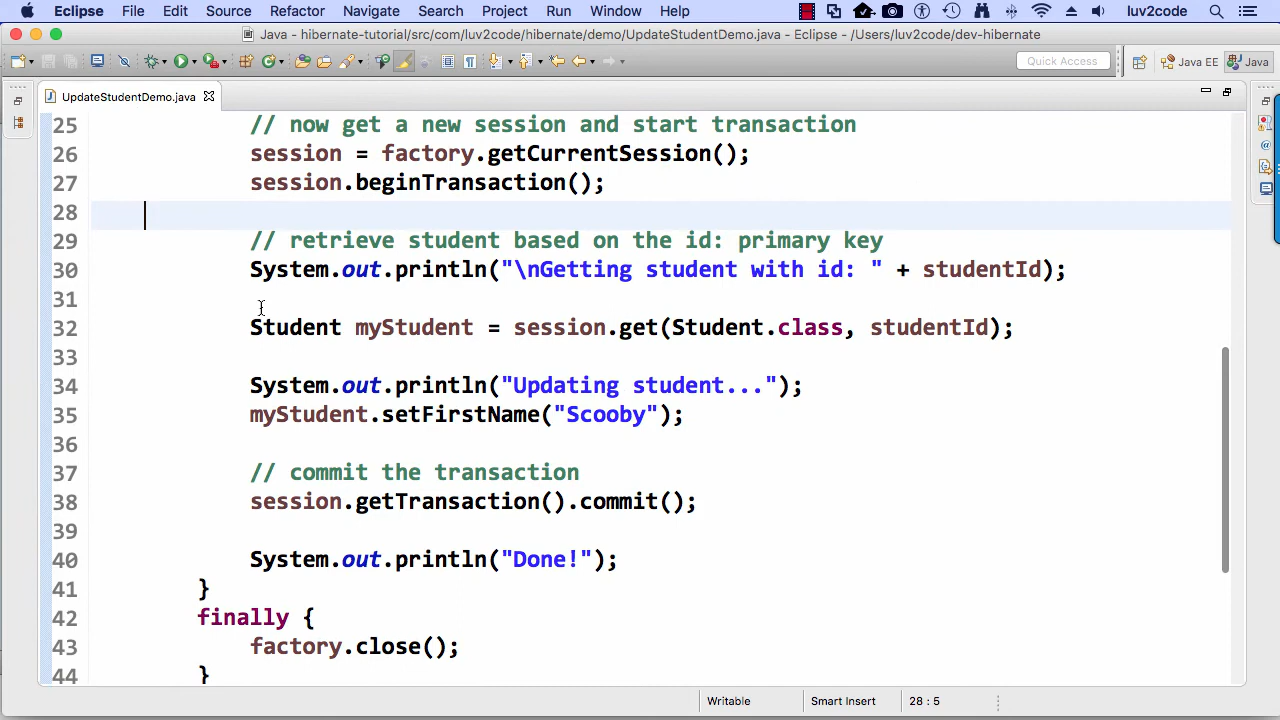 Eclipse File Edit Source Refactor Navigate Search Project Run Window Help luv2code
Java – hibernate-tutorial/src/com/luv2code/hibernate/demo/UpdateStudentDemo.java – Eclipse – /Users/luv2code/dev-hibernate
Quick Access Java EE Java
UpdateStudentDemo.java
25 // now get a new session and start transaction
26 session = factory.getCurrentSession();
27 session.beginTransaction();
28
29 // retrieve student based on the id: primary key
30 System.out.println("\nGetting student with id: " + studentId);
31
32 Student myStudent = session.get(Student.class, studentId);
33
34 System.out.println("Updating student...");
35 myStudent.setFirstName("Scooby");
36
37 // commit the transaction
38 session.getTransaction().commit();
39
40 System.out.println("Done!");
41 }
42 finally {
43 factory.close();
44 }
Writable Smart Insert 28 : 5